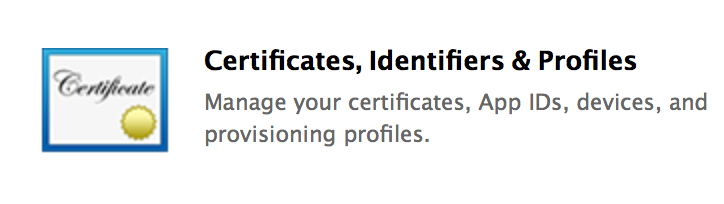 Certificate
Certificates, Identifiers & Profiles
Manage your certificates, App IDs, devices, and
provisioning profiles.